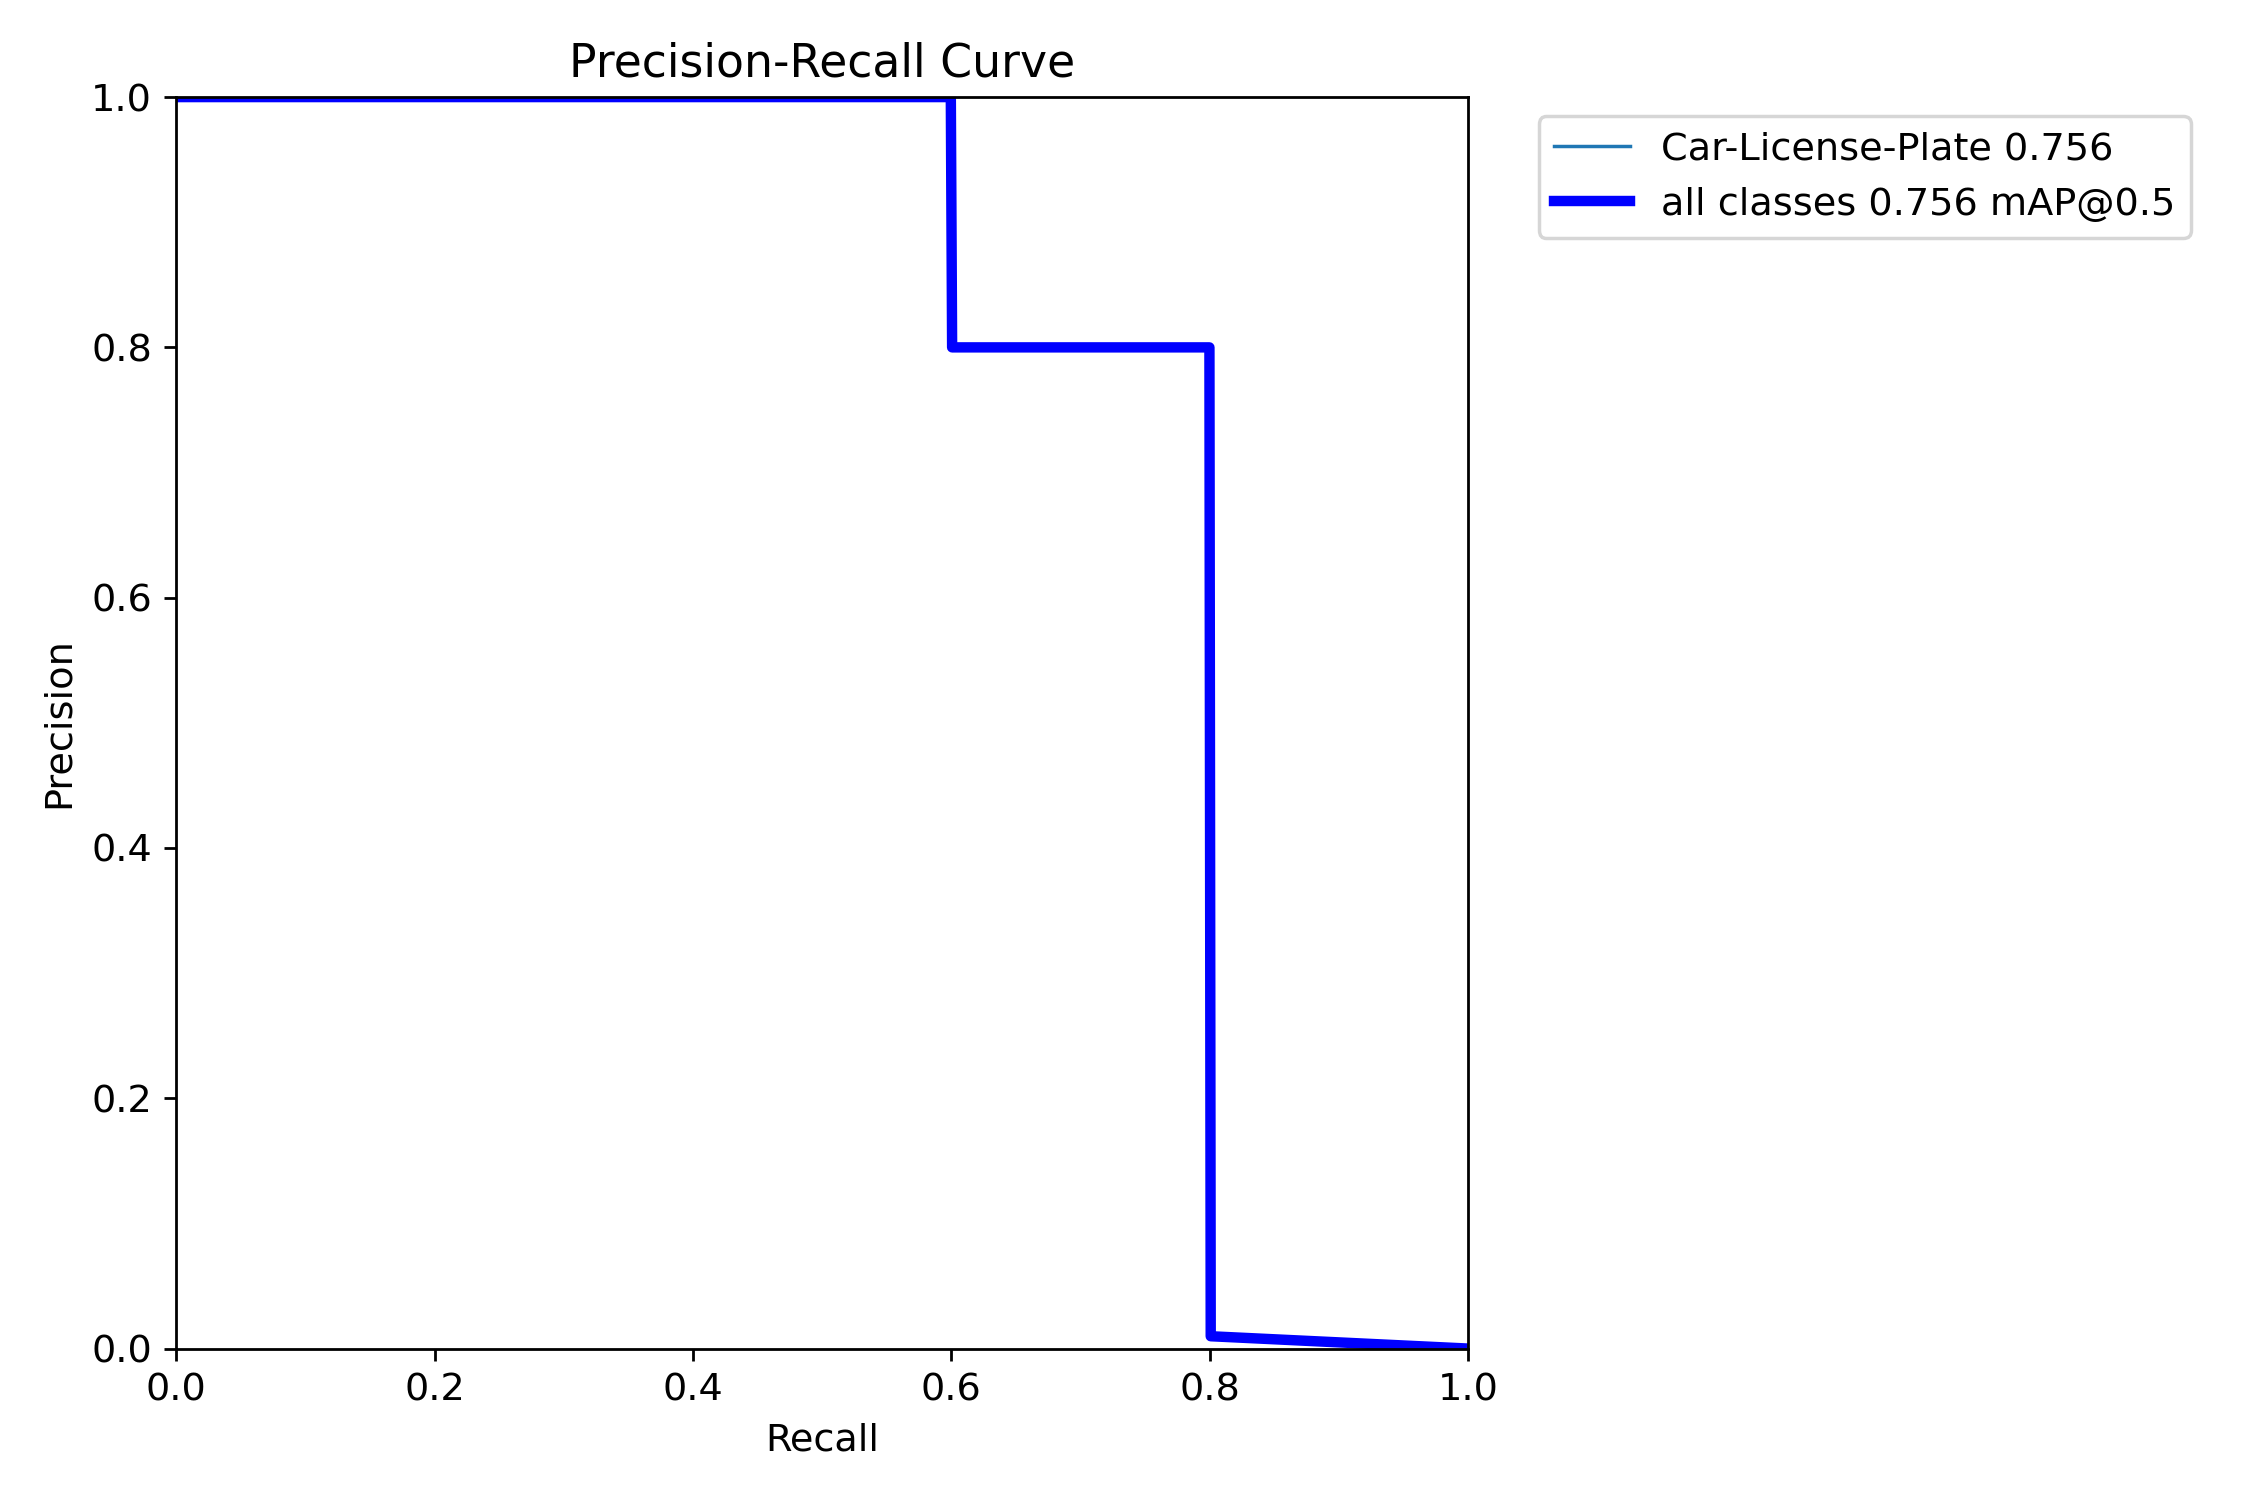 Precision-Recall Curve
Car-License-Plate 0.756
all classes 0.756 mAP@0.5
Precision
1.0
0.8
0.6
0.4
0.2
0.0
0.0 0.2 0.4 0.6 0.8 1.0
Recall